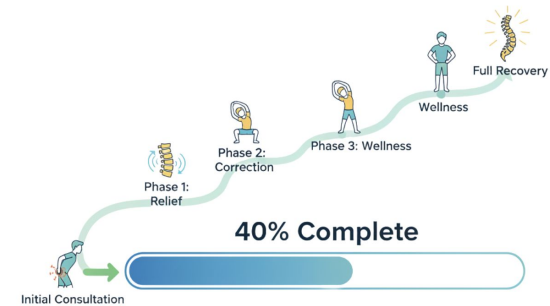 Full Recovery
Wellness
Phase 3: Wellness
Phase 2:
Correction
Phase 1:
Relief
40% Complete
Initial Consultation